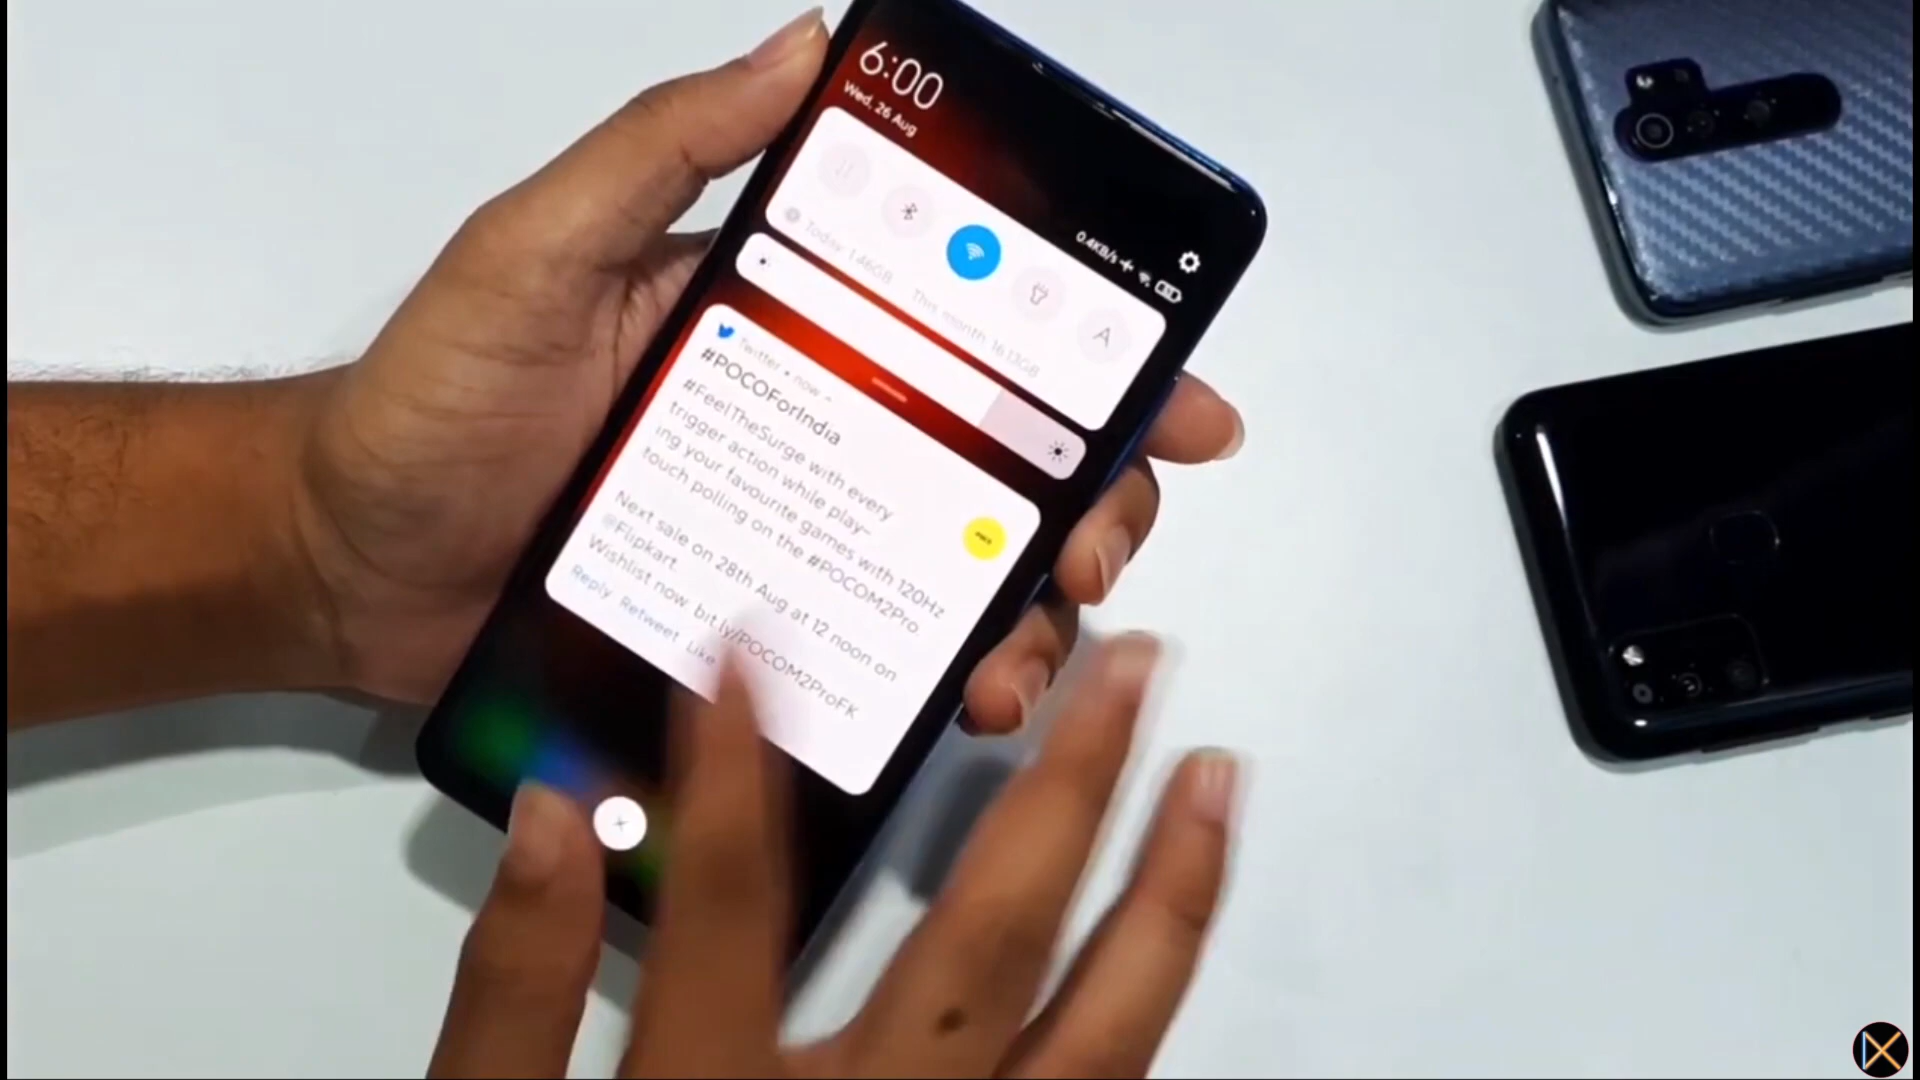 6:00
Wed, 26 Aug
0.4KB/s
Today: 1.46GB This month: 16.13GB
A
Twitter • now
#POCOForIndia
#FeelTheSurge with every
trigger action while play-
ing your favourite games with 120Hz
touch polling on the #POCOM2Pro.
Next sale on 28th Aug at 12 noon on
@Flipkart.
Wishlist now bit.ly/POCOM2ProFK
Reply Retweet Like